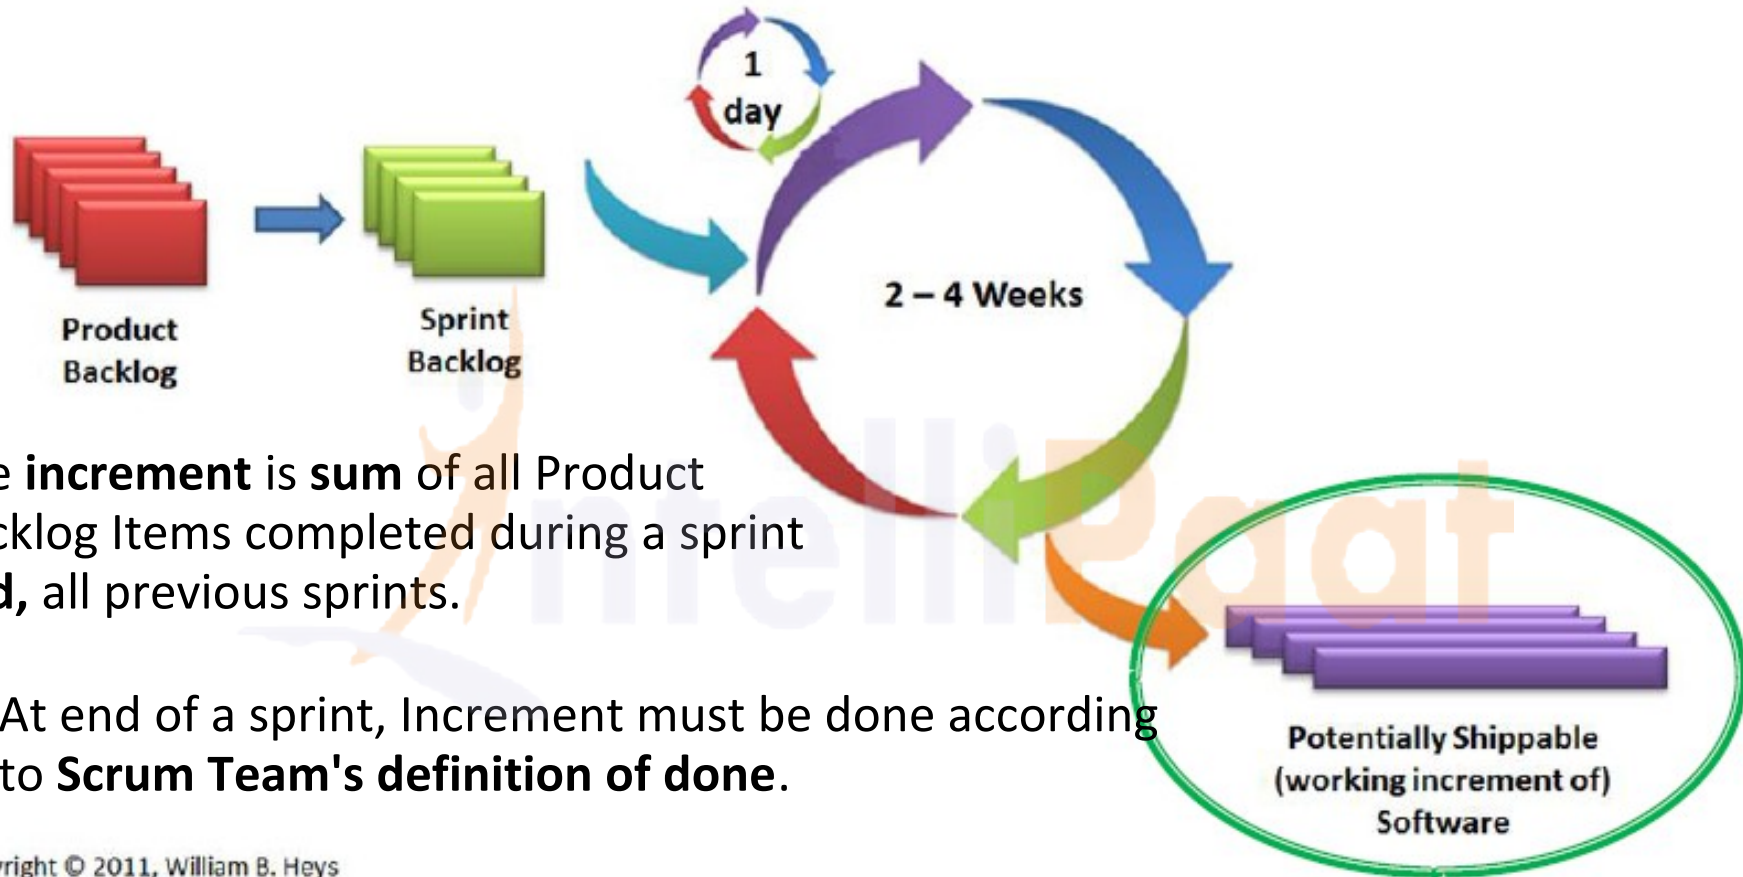 1
day
2 – 4 Weeks
Product
Backlog
Sprint
Backlog
e increment is sum of all Product
cklog Items completed during a sprint
d, all previous sprints.
IntelliPaat
At end of a sprint, Increment must be done according
to Scrum Team's definition of done.
Potentially Shippable
(working increment of)
Software
yright © 2011, William B. Heys